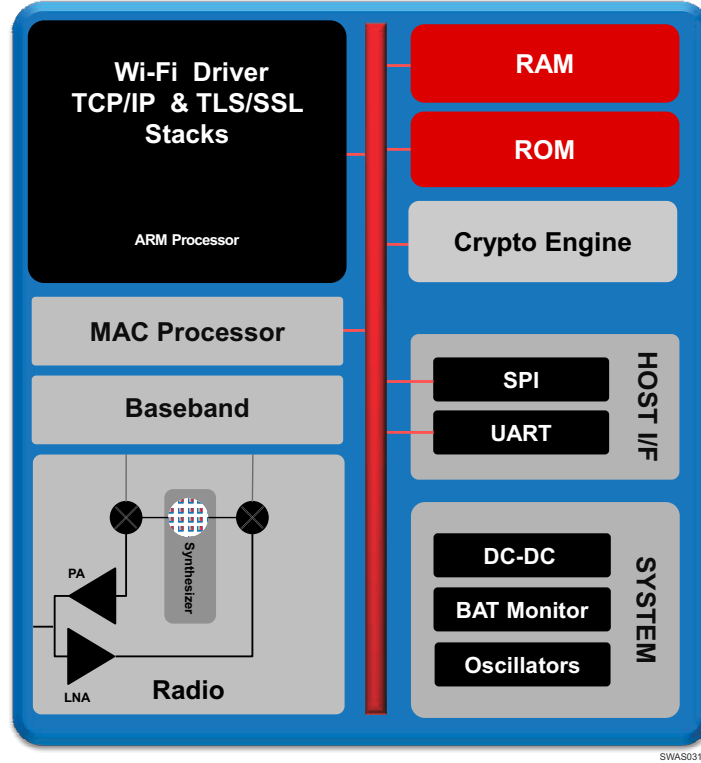 Wi-Fi Driver
TCP/IP & TLS/SSL
Stacks
ARM Processor
MAC Processor
Baseband
Synthesizer
PA
LNA
Radio
RAM
ROM
Crypto Engine
SPI
UART
HOST I/F
DC-DC
BAT Monitor
Oscillators
SYSTEM
SWAS031